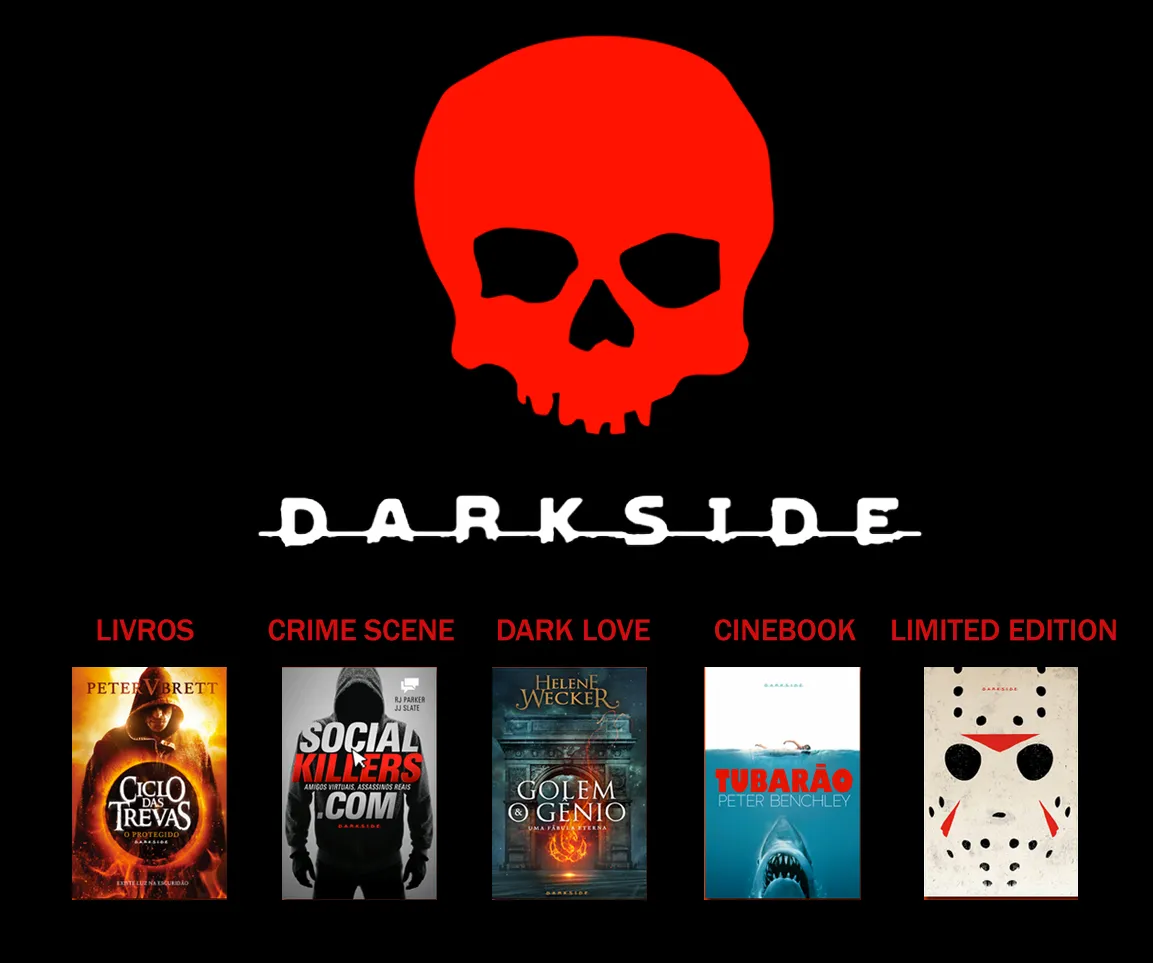 DARKSIDE
LIVROS
CRIME SCENE
DARK LOVE
CINEBOOK
LIMITED EDITION
PETER V BRETT
CICLO
DAS
TREVAS
O PROTEGIDO
DARKSIDE
EXISTE LUZ NA ESCURIDÃO
RJ PARKER
JJ SLATE
SOCIAL
KILLERS
AMIGOS VIRTUAIS, ASSASSINOS REAIS
.COM
DARKSIDE
HELENE
WECKER
GOLEM
& O GÊNIO
UMA FÁBULA ETERNA
DARKSIDE
DARKSIDE
TUBARÃO
PETER BENCHLEY
DARKSIDE